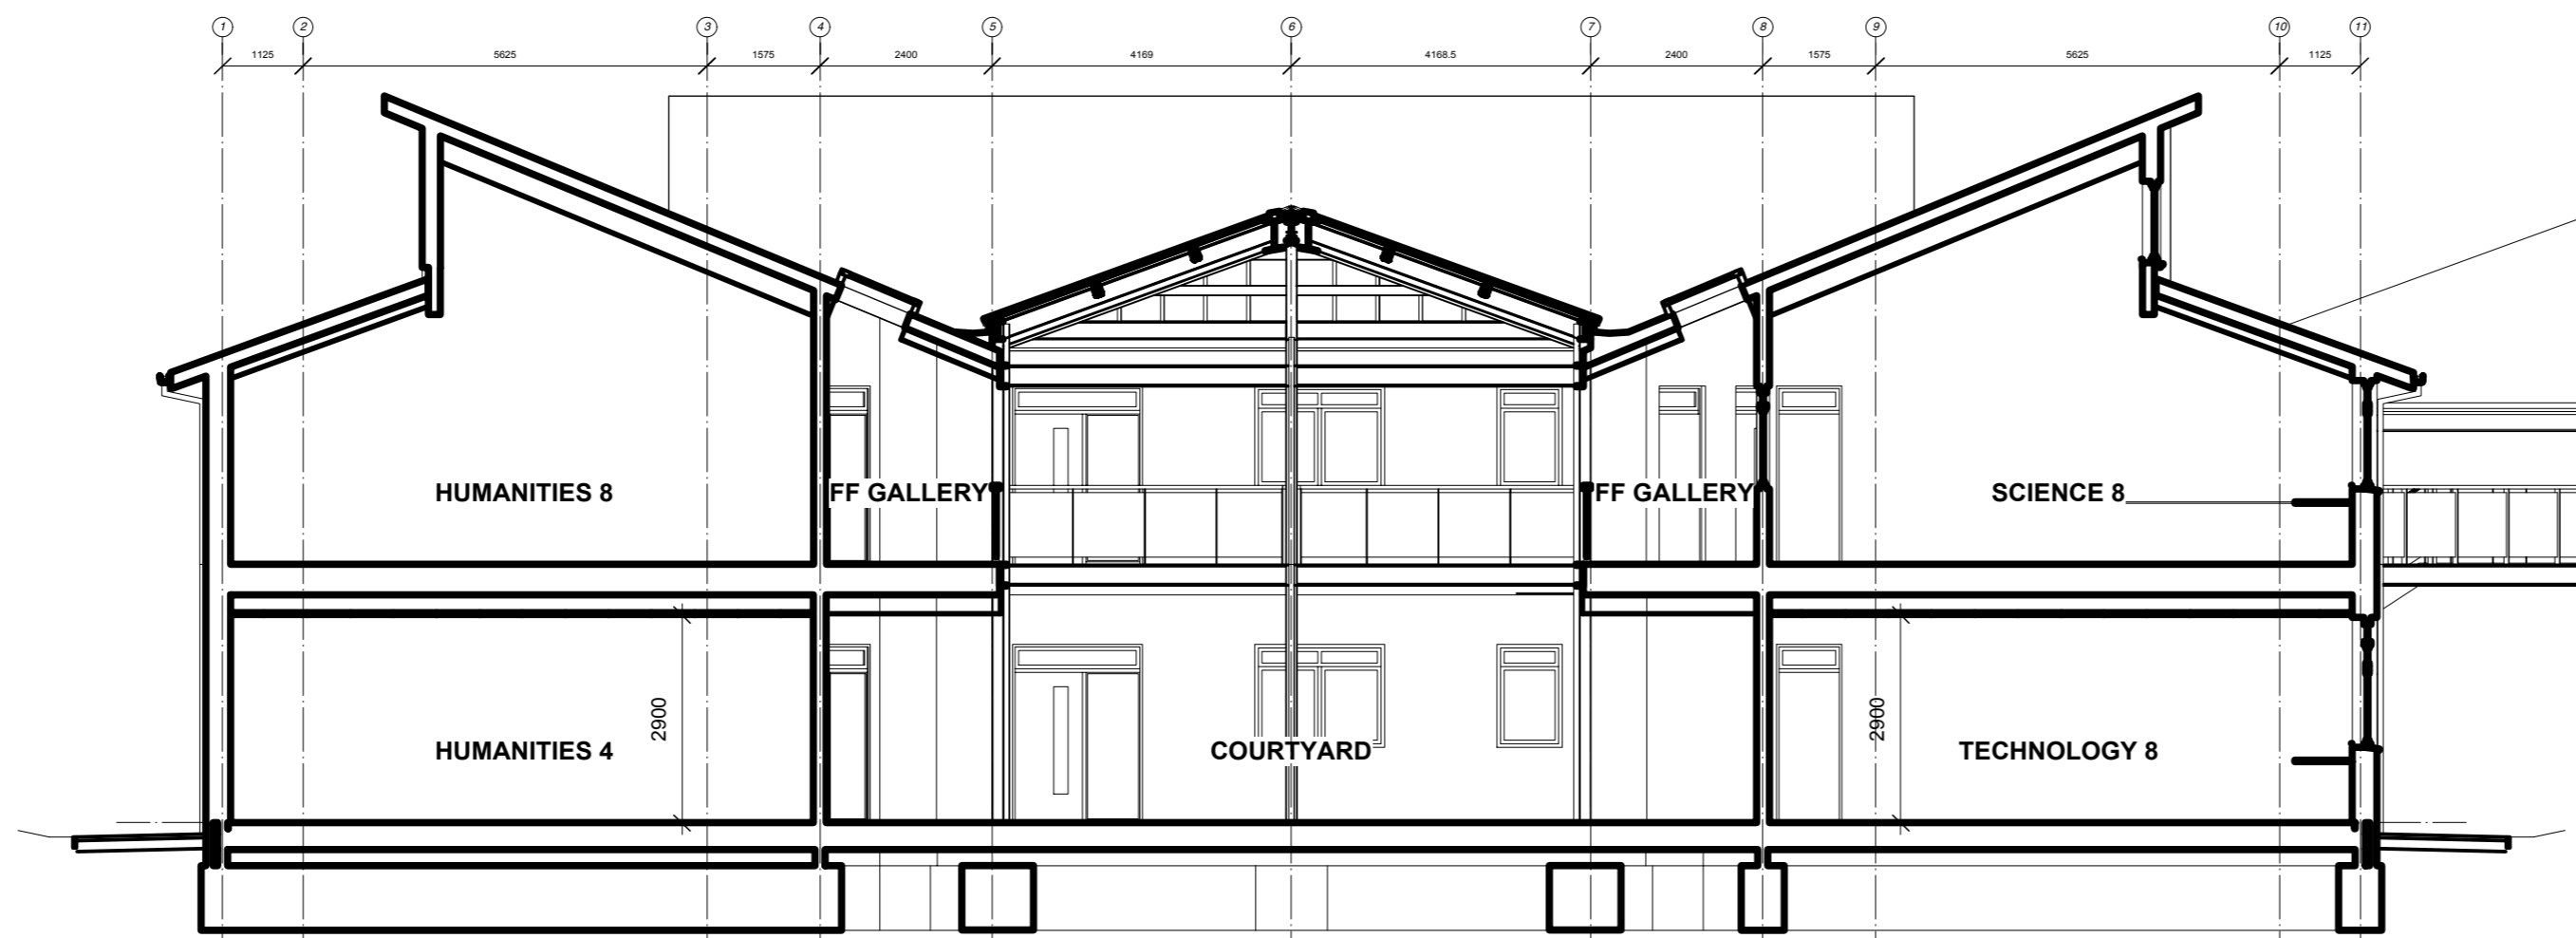 1 2 3 4 5 6 7 8 9 10 11
1125 5625 1575 2400 4169 4168.5 2400 1575 5625 1125
HUMANITIES 8 FF GALLERY FF GALLERY SCIENCE 8
2900 2900
HUMANITIES 4 COURTYARD TECHNOLOGY 8